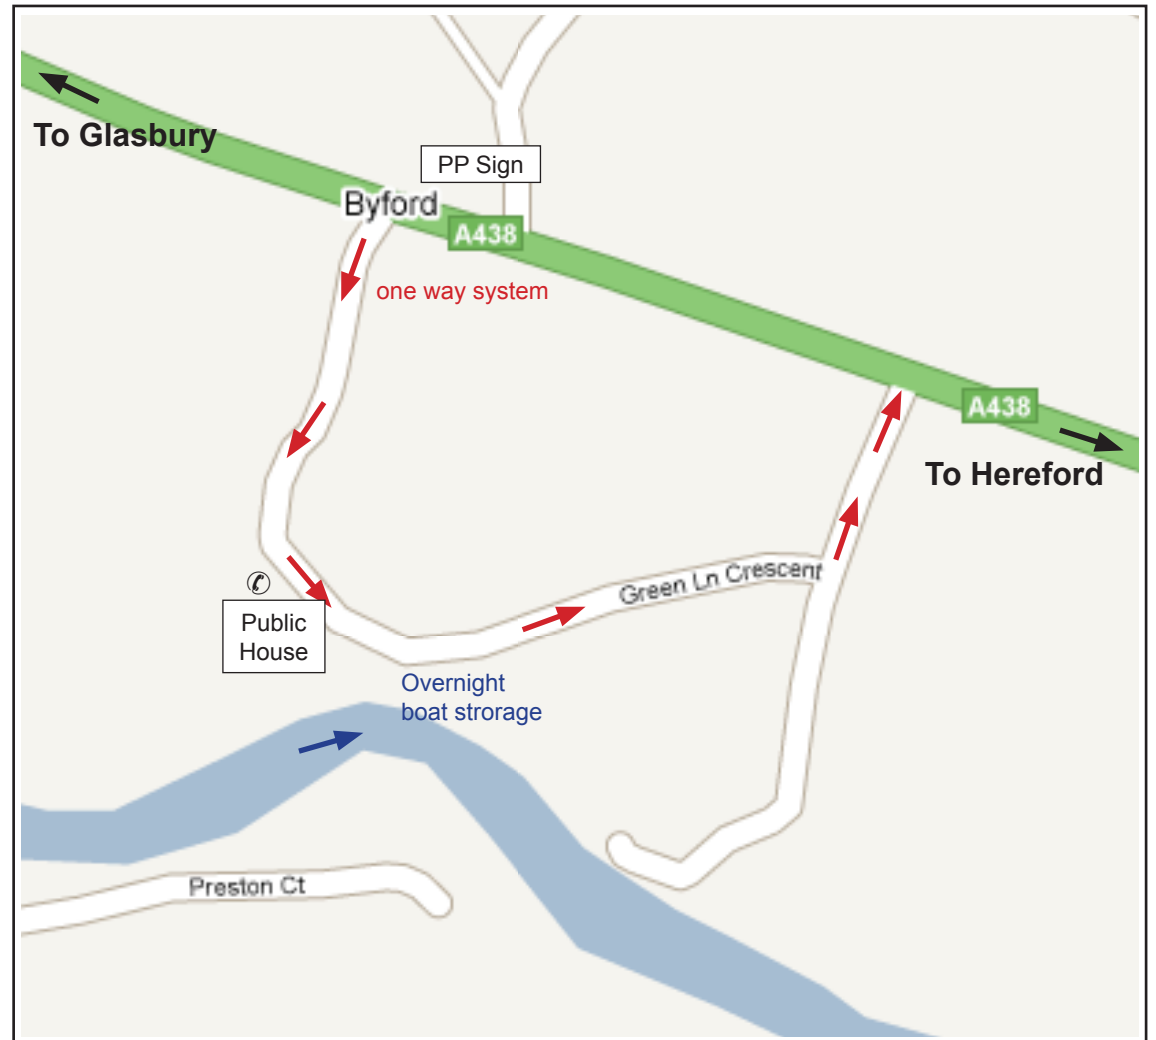 To Glasbury
PP Sign
Byford
A438
one way system
A438
To Hereford
Green Ln Crescent
Public
House
Overnight
boat strorage
Preston Ct